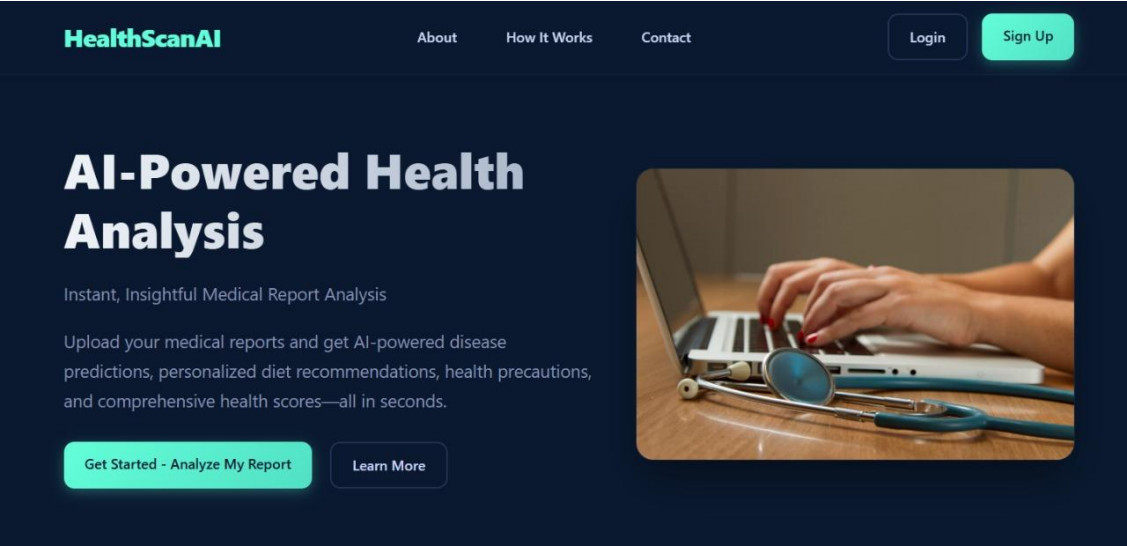 HealthScanAI
About
How It Works
Contact
Login
Sign Up
AI-Powered Health
Analysis
Instant, Insightful Medical Report Analysis
Upload your medical reports and get AI-powered disease
predictions, personalized diet recommendations, health precautions,
and comprehensive health scores—all in seconds.
Get Started - Analyze My Report
Learn More